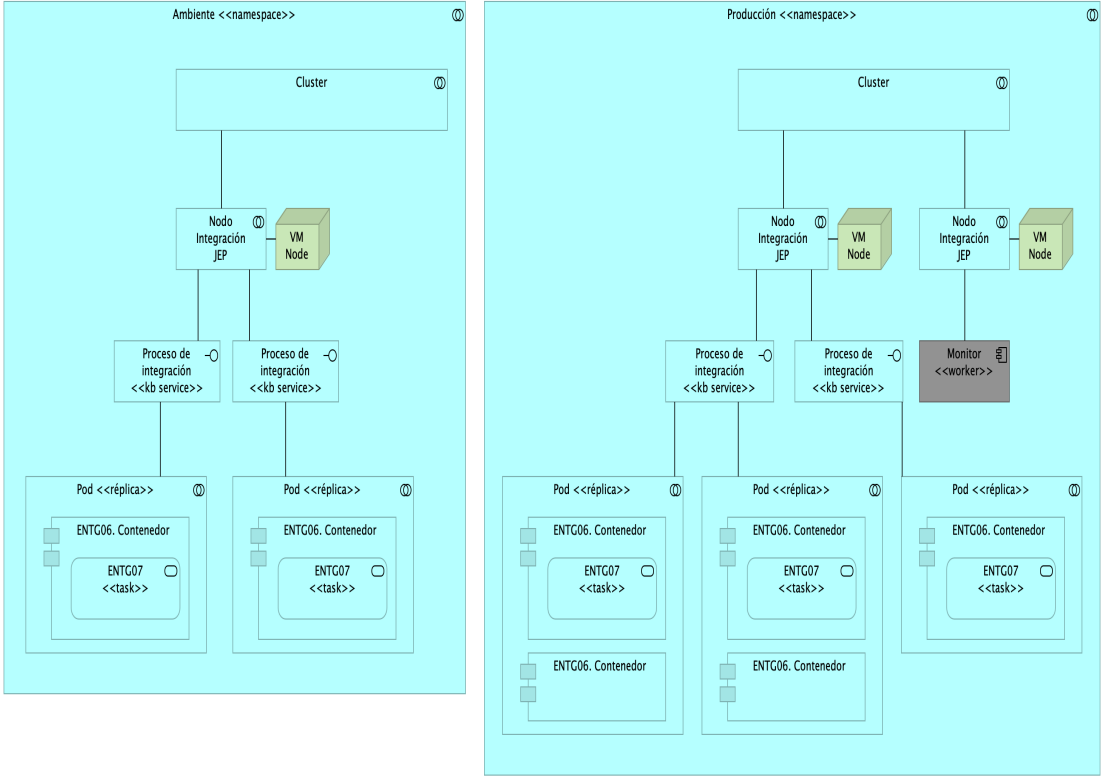 Ambiente <<namespace>>
Cluster
Nodo
Integración
JEP
VM
Node
Proceso de
integración
<<kb service>>
Proceso de
integración
<<kb service>>
Pod <<réplica>>
ENTG06. Contenedor
ENTG07
<<task>>
Pod <<réplica>>
ENTG06. Contenedor
ENTG07
<<task>>
Producción <<namespace>>
Cluster
Nodo
Integración
JEP
VM
Node
Nodo
Integración
JEP
VM
Node
Proceso de
integración
<<kb service>>
Proceso de
integración
<<kb service>>
Monitor
<<worker>>
Pod <<réplica>>
ENTG06. Contenedor
ENTG07
<<task>>
ENTG06. Contenedor
Pod <<réplica>>
ENTG06. Contenedor
ENTG07
<<task>>
ENTG06. Contenedor
Pod <<réplica>>
ENTG06. Contenedor
ENTG07
<<task>>